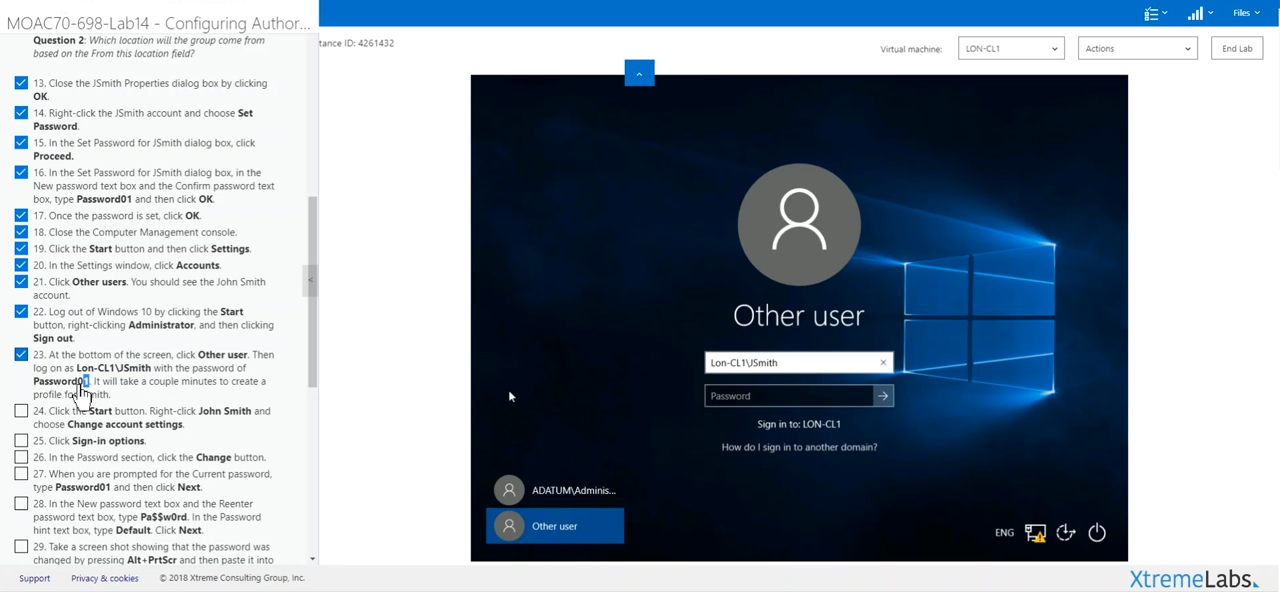 MOAC70-698-Lab14 - Configuring Author...
Files
Question 2: Which location will the group come from
based on the From this location field?
tance ID: 4261432
Virtual machine:
LON-CL1
Actions
End Lab
13. Close the JSmith Properties dialog box by clicking
OK.
14. Right-click the JSmith account and choose Set
Password.
15. In the Set Password for JSmith dialog box, click
Proceed.
16. In the Set Password for JSmith dialog box, in the
New password text box and the Confirm password text
box, type Password01 and then click OK.
17. Once the password is set, click OK.
18. Close the Computer Management console.
19. Click the Start button and then click Settings.
20. In the Settings window, click Accounts.
21. Click Other users. You should see the John Smith
account.
22. Log out of Windows 10 by clicking the Start
button, right-clicking Administrator, and then clicking
Sign out.
23. At the bottom of the screen, click Other user. Then
log on as Lon-CL1\JSmith with the password of
Password01. It will take a couple minutes to create a
profile for
24. Click the Start button. Right-click John Smith and
choose Change account settings.
25. Click Sign-in options.
26. In the Password section, click the Change button.
27. When you are prompted for the Current password,
type Password01 and then click Next.
28. In the New password text box and the Reenter
password text box, type Pa$$w0rd. In the Password
hint text box, type Default. Click Next.
29. Take a screen shot showing that the password was
changed by pressing Alt+PrtScr and then paste it into
<
Other user
Lon-CL1\JSmith
Password
Sign in to: LON-CL1
How do I sign in to another domain?
ADATUM\Adminis...
Other user
ENG
Support
Privacy & cookies
© 2018 Xtreme Consulting Group, Inc.
XtremeLabs.